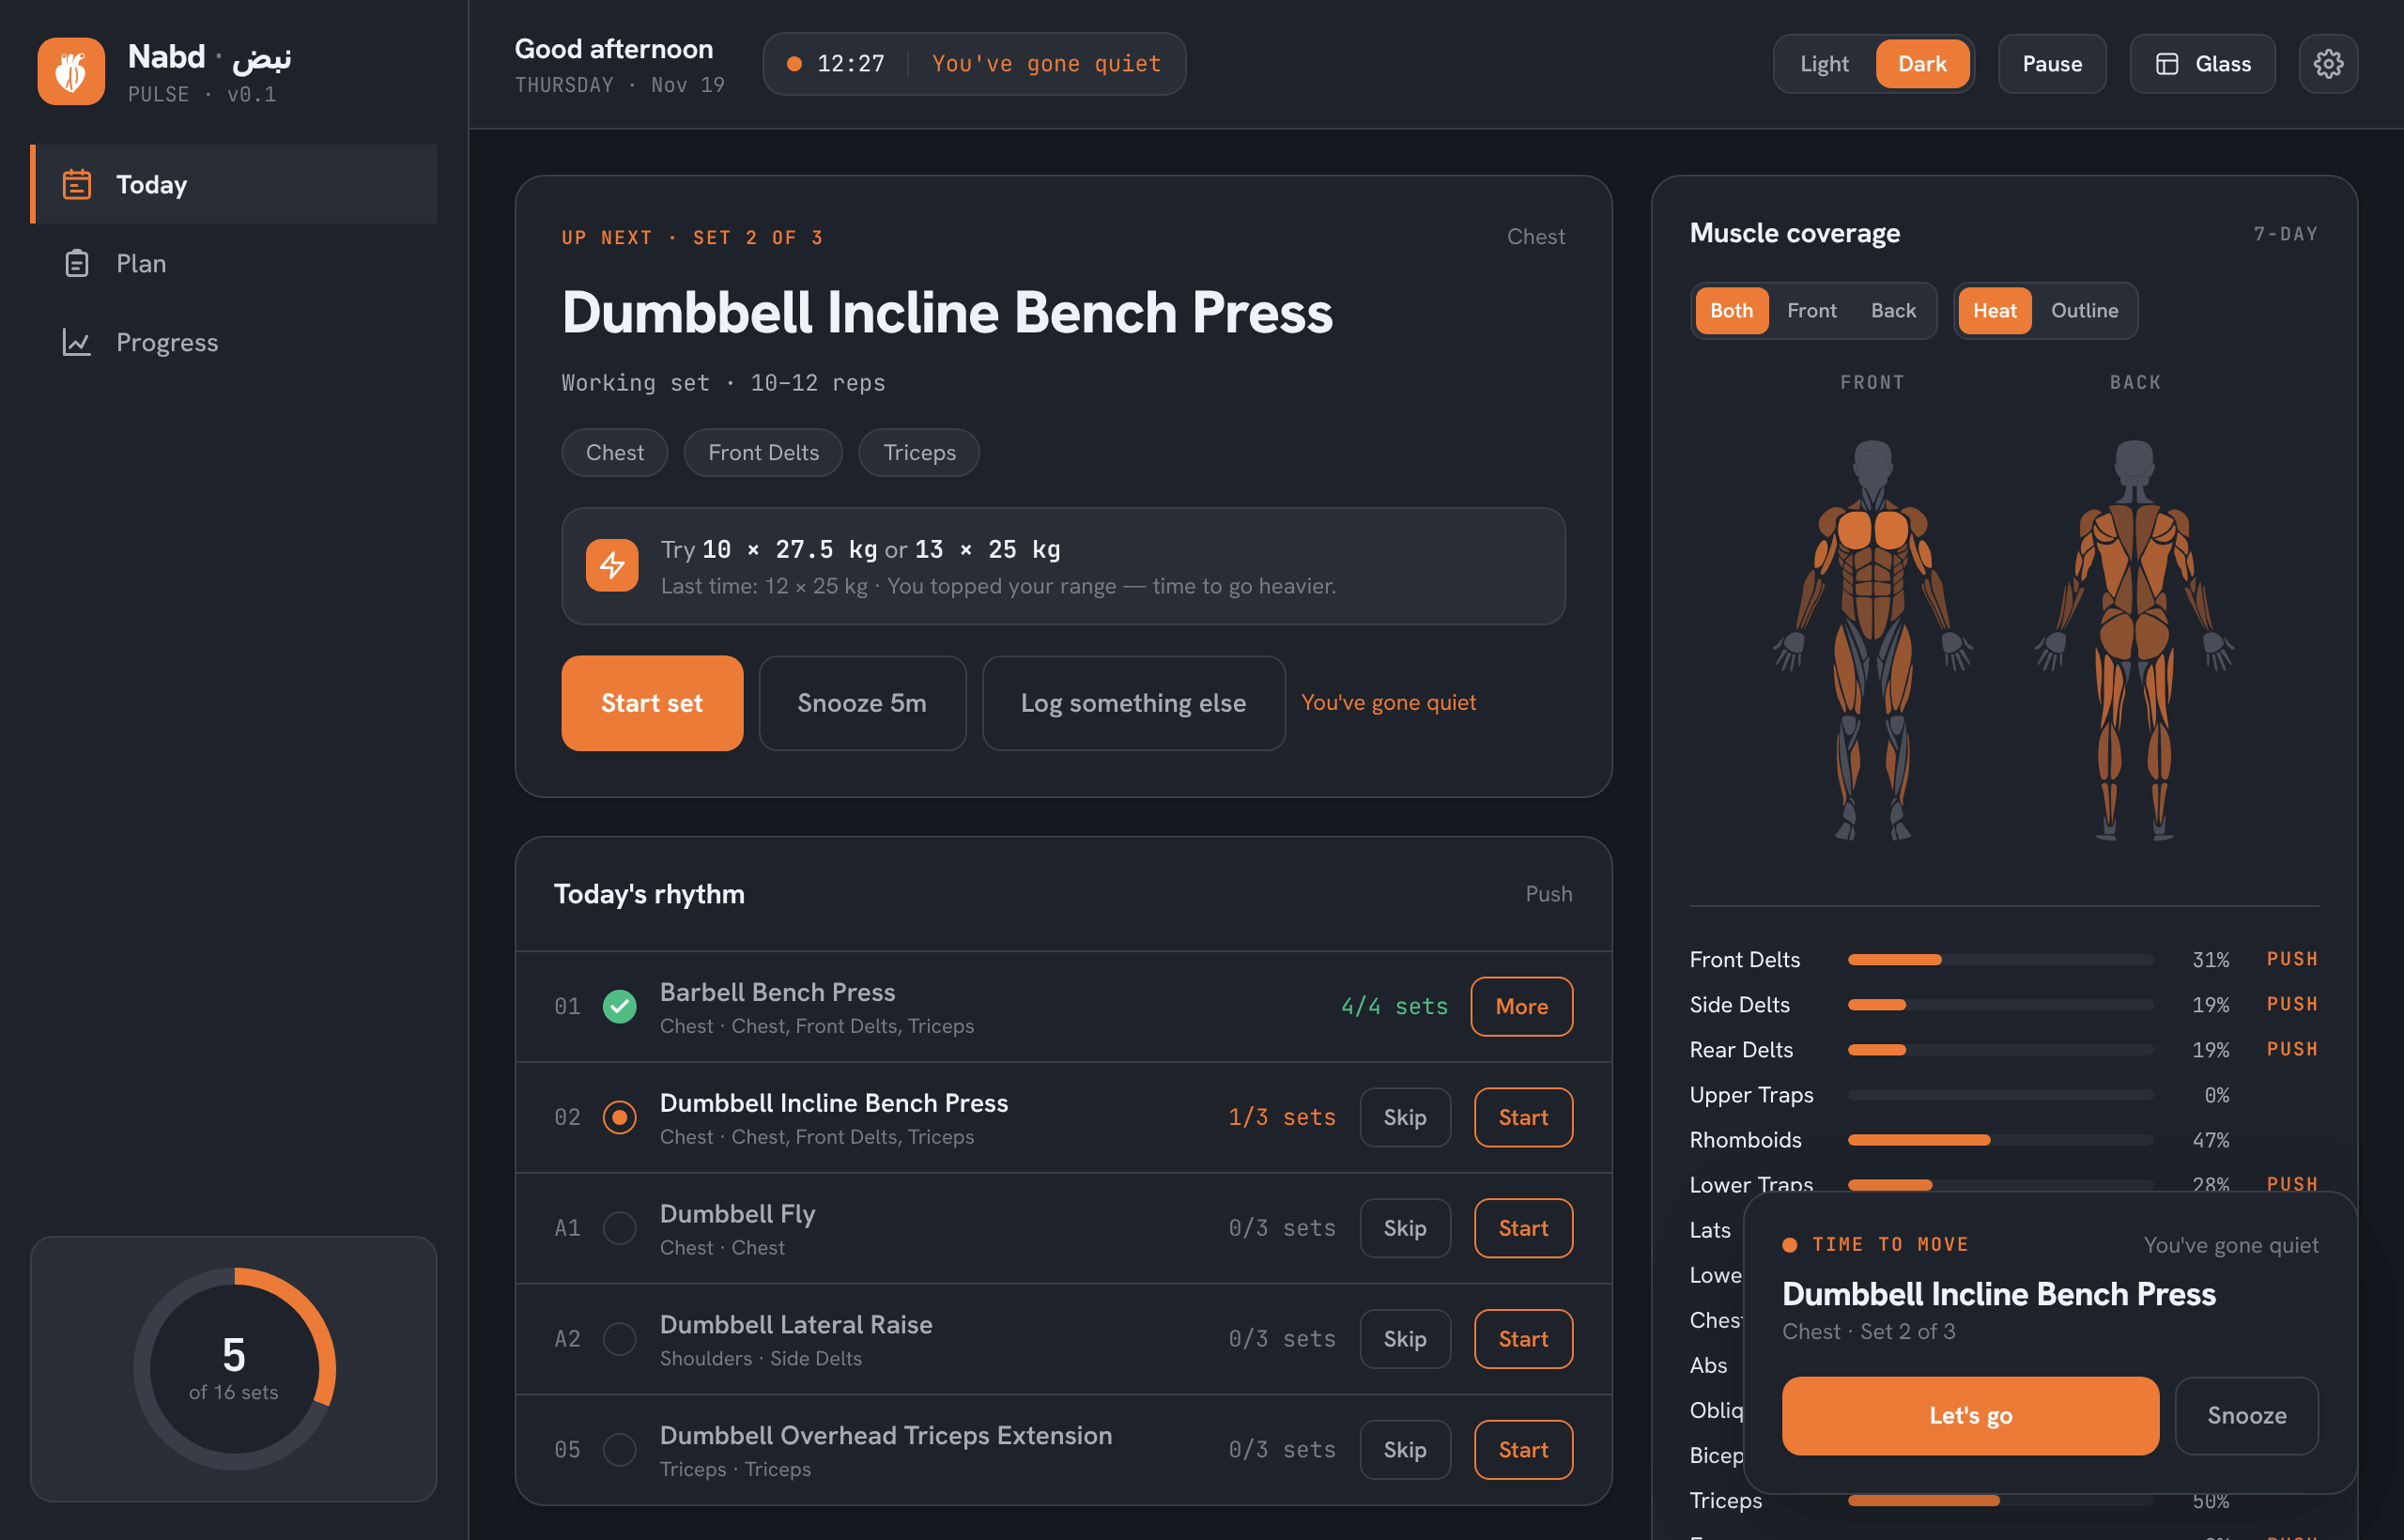 Nabd · نبض
PULSE · v0.1
Today
Plan
Progress
5
of 16 sets
Good afternoon
THURSDAY · Nov 19
12:27
You've gone quiet
Light
Dark
Pause
Glass
UP NEXT · SET 2 OF 3
Chest
Dumbbell Incline Bench Press
Working set · 10–12 reps
Chest
Front Delts
Triceps
Try 10 × 27.5 kg or 13 × 25 kg
Last time: 12 × 25 kg · You topped your range — time to go heavier.
Start set
Snooze 5m
Log something else
You've gone quiet
Today's rhythm
Push
01
Barbell Bench Press
Chest · Chest, Front Delts, Triceps
4/4 sets
More
02
Dumbbell Incline Bench Press
Chest · Chest, Front Delts, Triceps
1/3 sets
Skip
Start
A1
Dumbbell Fly
Chest · Chest
0/3 sets
Skip
Start
A2
Dumbbell Lateral Raise
Shoulders · Side Delts
0/3 sets
Skip
Start
05
Dumbbell Overhead Triceps Extension
Triceps · Triceps
0/3 sets
Skip
Start
Muscle coverage
7-DAY
Both
Front
Back
Heat
Outline
FRONT
BACK
Front Delts 31% PUSH
Side Delts 19% PUSH
Rear Delts 19% PUSH
Upper Traps 0%
Rhomboids 47%
Lower Traps 28% PUSH
Lats
Lowe
Chest
Abs
Obliq
Bicep
Triceps 50%
TIME TO MOVE
You've gone quiet
Dumbbell Incline Bench Press
Chest · Set 2 of 3
Let's go
Snooze